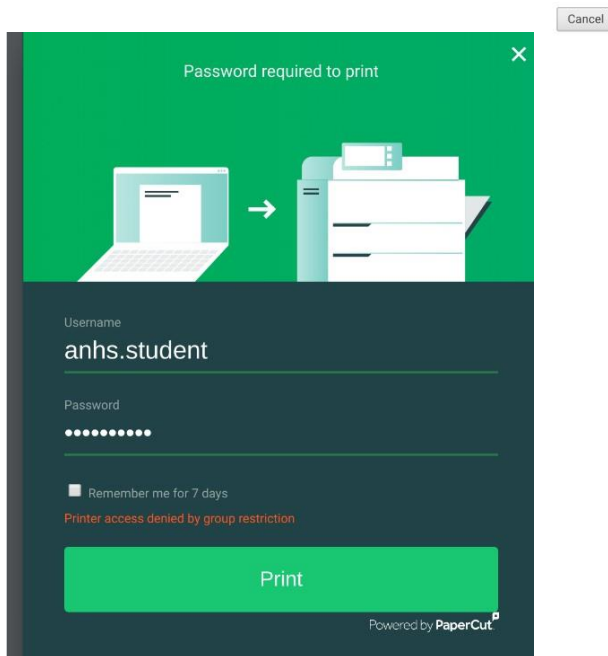 Cancel
Password required to print
Username
anhs.student
Password
Remember me for 7 days
Printer access denied by group restriction
Print
Powered by PaperCut